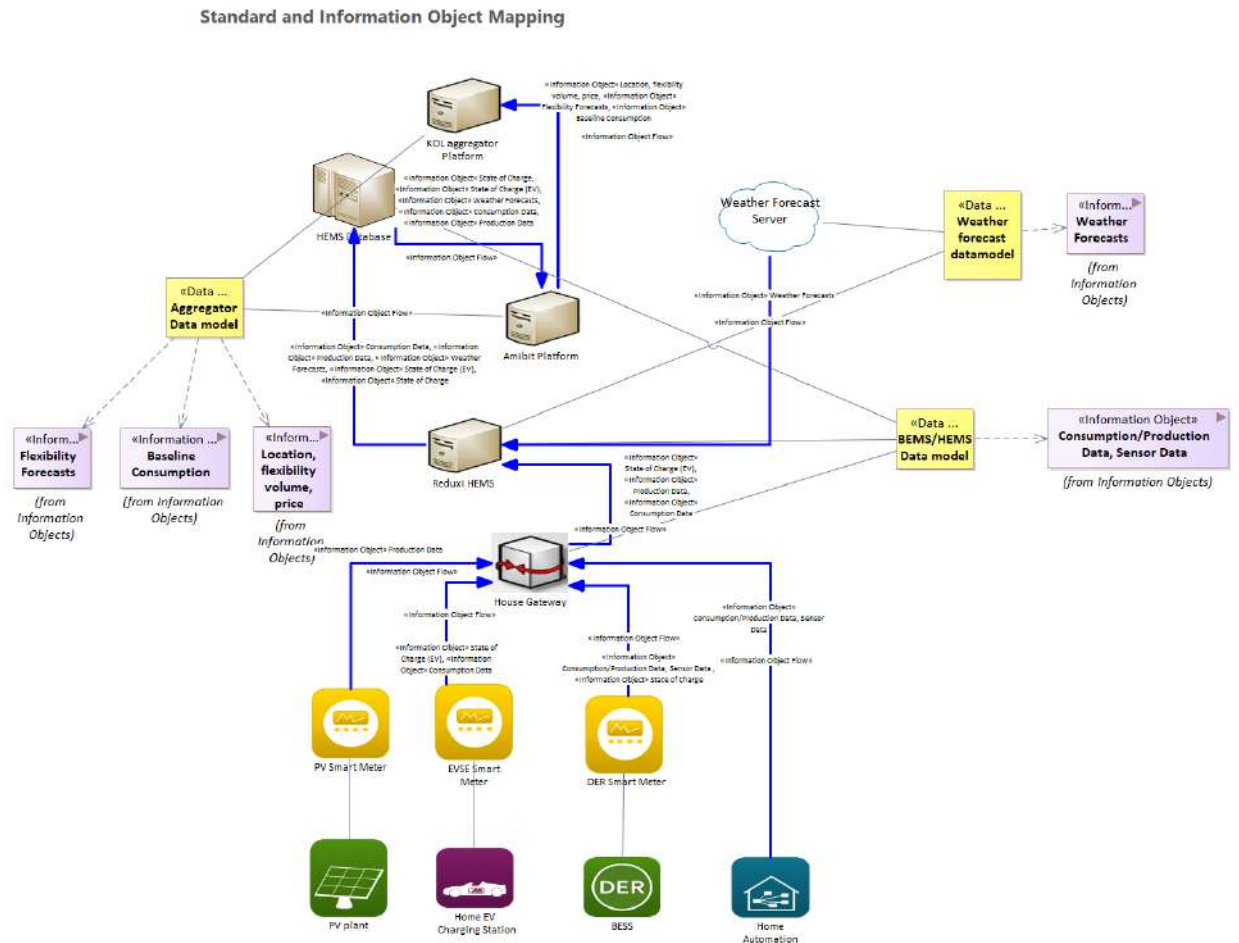 Standard and Information Object Mapping
«Information Object» Location, flexibility
volume, price, «Information Object»
Flexibility Forecasts, «Information Object»
Baseline Consumption
«Information Object Flow»
KOL aggregator
Platform
«Information Object» State of Charge,
«Information Object» State of Charge (EV),
«Information Object» Weather Forecasts,
«Information Object» Consumption Data,
«Information Object» Production Data
HEMS Database
«Information Object Flow»
Weather Forecast
Server
«Data ...
Weather
forecast
datamodel
«Inform...
Weather
Forecasts
(from
Information
Objects)
«Data ...
Aggregator
Data model
«Information Object Flow»
Amibit Platform
«Information Object» Weather Forecasts
«Information Object Flow»
«Information Object» Consumption Data, «Information
Object» Production Data, «Information Object» Weather
Forecasts, «Information Object» State of Charge (EV),
«Information Object» State of Charge
«Inform...
Flexibility
Forecasts
(from
Information
Objects)
«Information ...
Baseline
Consumption
(from Information
Objects)
«Inform...
Location,
flexibility
volume,
price
(from
Information
Objects)
Reduxi HEMS
«Information Object»
State of Charge (EV),
«Information Object»
Production Data,
«Information Object»
Consumption Data
«Information Object Flow»
«Data ...
BEMS/HEMS
Data model
«Information Object»
Consumption/Production
Data, Sensor Data
(from Information Objects)
«Information Object» Production Data
«Information Object Flow»
House Gateway
«Information Object Flow»
«Information Object» State of
Charge (EV), «Information
Object» Consumption Data
«Information Object Flow»
«Information Object»
Consumption/Production Data, Sensor Data ,
«Information Object» State of Charge
«Information Object»
Consumption/Production Data, Sensor
Data
«Information Object Flow»
PV Smart Meter
EVSE Smart
Meter
DER Smart Meter
PV plant
Home EV
Charging Station
DER
BESS
Home
Automation